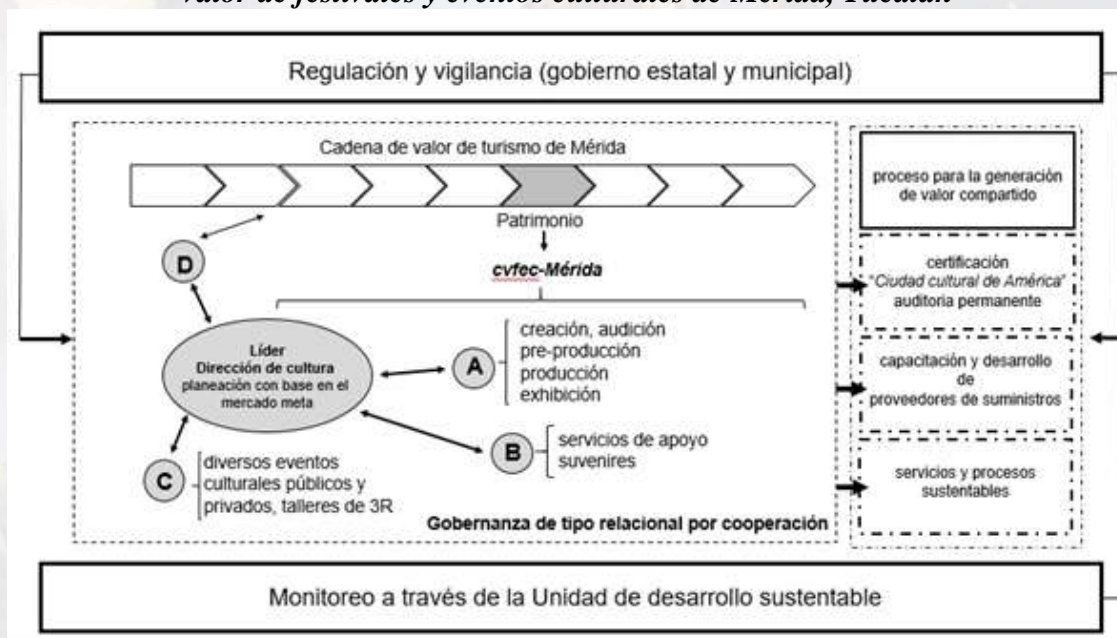 valor de festivales y eventos culturales de Mérida, Yucatán
Regulación y vigilancia (gobierno estatal y municipal)
Cadena de valor de turismo de Mérida
Patrimonio
cvfec-Mérida
D
Líder
Dirección de cultura
planeación con base en el
mercado meta
A
creación, audición
pre-producción
producción
exhibición
B
servicios de apoyo
suvenires
C
diversos eventos
culturales públicos y
privados, talleres de 3R
Gobernanza de tipo relacional por cooperación
proceso para la generación
de valor compartido
certificación
"Ciudad cultural de América"
auditoria permanente
capacitación y desarrollo
de
proveedores de suministros
servicios y procesos
sustentables
Monitoreo a través de la Unidad de desarrollo sustentable